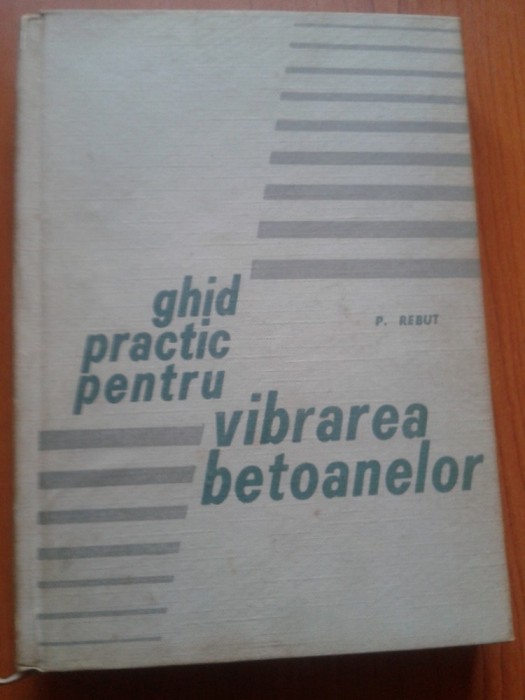 ghid
practic
pentru
P. REBUT
vibrarea
betoanelor